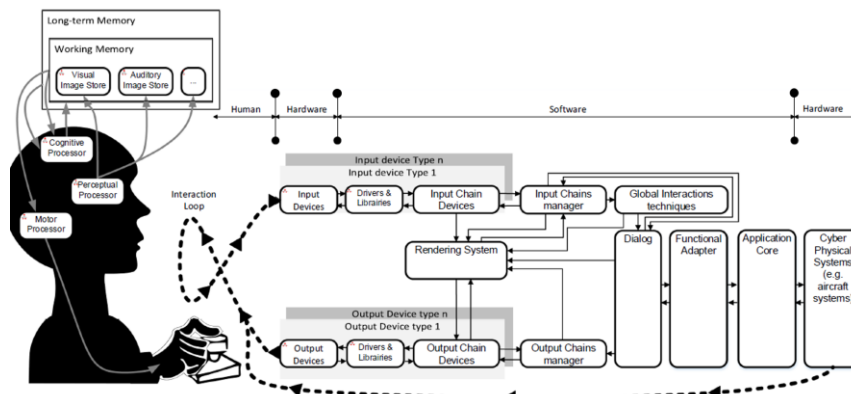 Long-term Memory
Working Memory
Visual
Image Store
Auditory
Image Store
...
Human
Hardware
Software
Hardware
Cognitive
Processor
Perceptual
Processor
Motor
Processor
Interaction
Loop
Input device Type n
Input device Type 1
Input
Devices
Drivers &
Librairies
Input Chain
Devices
Input Chains
manager
Global Interactions
techniques
Rendering System
Dialog
Functional
Adapter
Application
Core
Cyber
Physical
Systems
(e.g.
aircraft
systems)
Output Device type n
Output Device type 1
Output
Devices
Drivers &
Librairies
Output Chain
Devices
Output Chains
manager